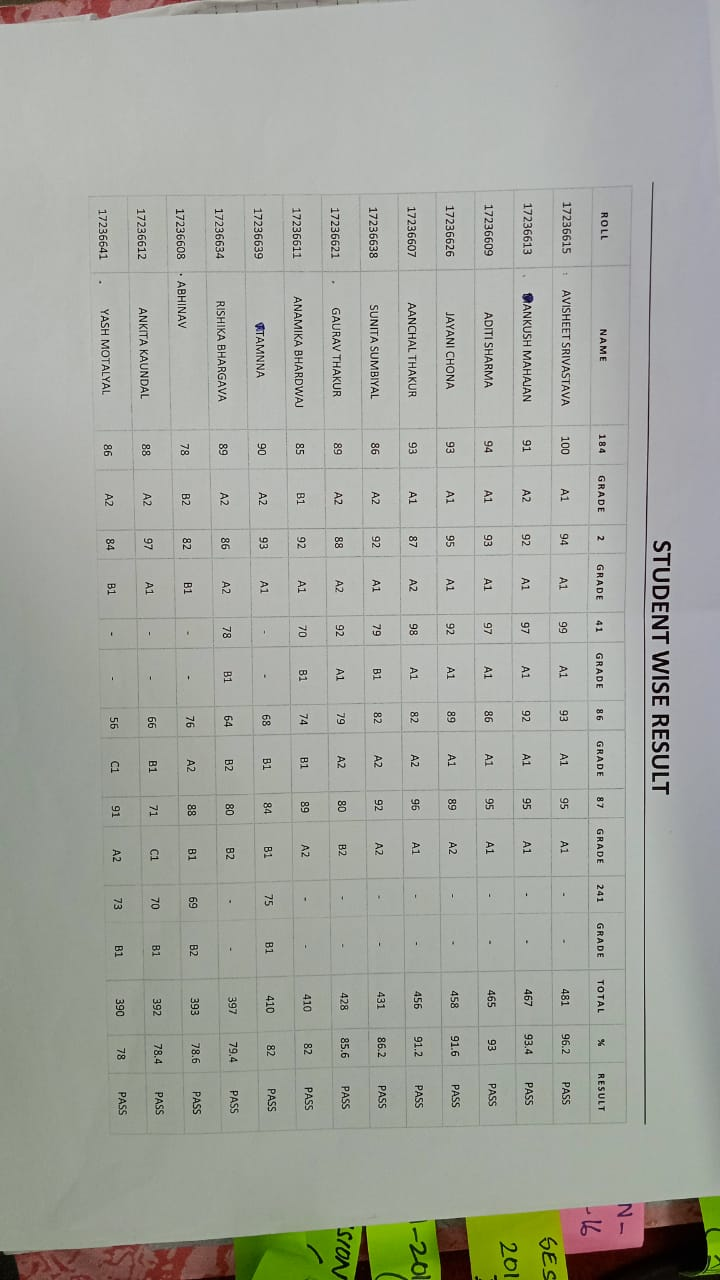 STUDENT WISE RESULT
ROLL NAME 184 GRADE 2 GRADE 41 GRADE 86 GRADE 87 GRADE 241 GRADE TOTAL % RESULT
17236615 : AVISHEET SRIVASTAVA 100 A1 94 A1 99 A1 93 A1 95 A1 - - 481 96.2 PASS
17236613 . ANKUSH MAHAJAN 91 A2 92 A1 97 A1 92 A1 95 A1 - - 467 93.4 PASS
17236609 ADITI SHARMA 94 A1 93 A1 97 A1 86 A1 95 A1 - - 465 93 PASS
17236626 JAYANI CHONA 93 A1 95 A1 92 A1 89 A1 89 A2 - - 458 91.6 PASS
17236607 AANCHAL THAKUR 93 A1 87 A2 98 A1 82 A2 96 A1 - - 456 91.2 PASS
17236638 SUNITA SUMBIYAL 86 A2 92 A1 79 B1 82 A2 92 A2 - - 431 86.2 PASS
17236621 . GAURAV THAKUR 89 A2 88 A2 92 A1 79 A2 80 B2 - - 428 85.6 PASS
17236611 ANAMIKA BHARDWAJ 85 B1 92 A1 70 B1 74 B1 89 A2 - - 410 82 PASS
17236639 TAMNNA 90 A2 93 A1 - - 68 B1 84 B1 75 B1 410 82 PASS
17236634 RISHIKA BHARGAVA 89 A2 86 A2 78 B1 64 B2 80 B2 - - 397 79.4 PASS
17236608 . ABHINAV 78 B2 82 B1 - - 76 A2 88 B1 69 B2 393 78.6 PASS
17236612 ANKITA KAUNDAL 88 A2 97 A1 - - 66 B1 71 C1 70 B1 392 78.4 PASS
17236641 . YASH MOTALYAL 86 A2 84 B1 - - 56 C1 91 A2 73 B1 390 78 PASS
N -
-16
SES
201
1-201
ssion